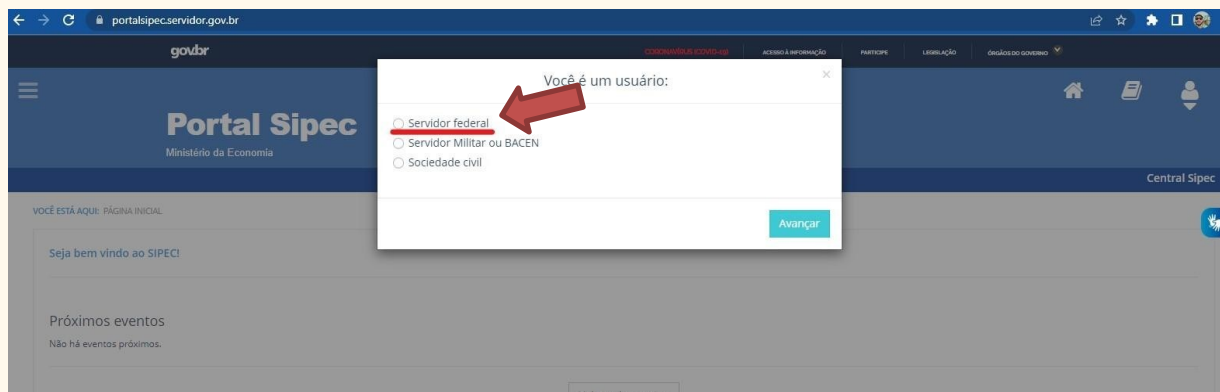 portalsipec.servidor.gov.br
gov.br
CORONAVÍRUS (COVID-19) ACESSO À INFORMAÇÃO PARTICIPE LEGISLAÇÃO ÓRGÃOS DO GOVERNO
Você é um usuário:
×
Portal Sipec
Ministério da Economia
Servidor federal
Servidor Militar ou BACEN
Sociedade civil
Central Sipec
VOCÊ ESTÁ AQUI: PÁGINA INICIAL
Avançar
Seja bem vindo ao SIPEC!
Próximos eventos
Não há eventos próximos.